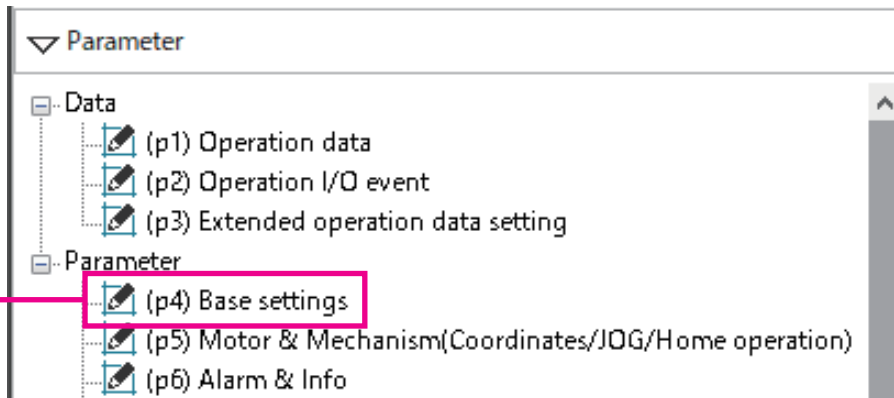 Parameter
Data
(p1) Operation data
(p2) Operation I/O event
(p3) Extended operation data setting
Parameter
(p4) Base settings
(p5) Motor & Mechanism(Coordinates/JOG/Home operation)
(p6) Alarm & Info